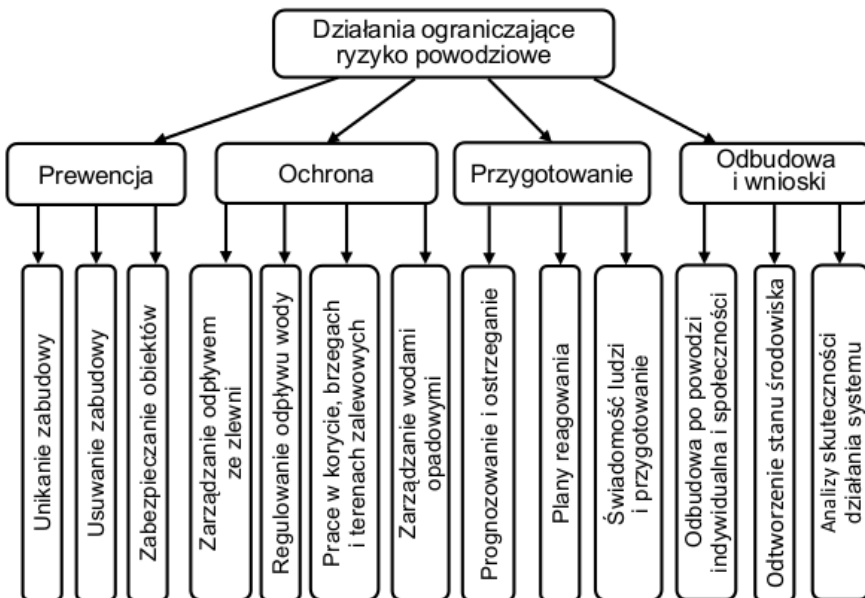 Działania ograniczające
ryzyko powodziowe
Prewencja
Ochrona
Przygotowanie
Odbudowa
i wnioski
Unikanie zabudowy
Usuwanie zabudowy
Zabezpieczanie obiektów
Zarządzanie odpływem
ze zlewni
Regulowanie odpływu wody
Prace w korycie, brzegach
i terenach zalewowych
Zarządzanie wodami
opadowymi
Prognozowanie i ostrzeganie
Plany reagowania
Świadomość ludzi
i przygotowanie
Odbudowa po powodzi
indywidualna i społeczności
Odtworzenie stanu środowiska
Analizy skuteczności
działania systemu